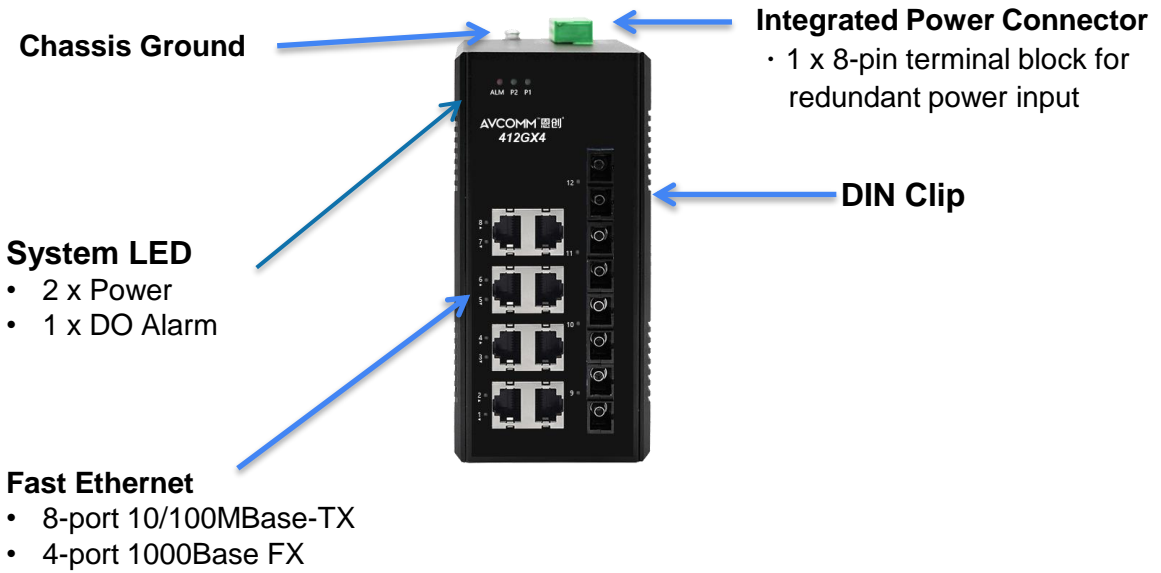 Chassis Ground
Integrated Power Connector
· 1 x 8-pin terminal block for
redundant power input
ALM P2 P1
AVCOMM 恩创
412GX4
12
DIN Clip
8
7
11
System LED
• 2 x Power
• 1 x DO Alarm
6
5
10
4
3
9
2
1
Fast Ethernet
• 8-port 10/100MBase-TX
• 4-port 1000Base FX